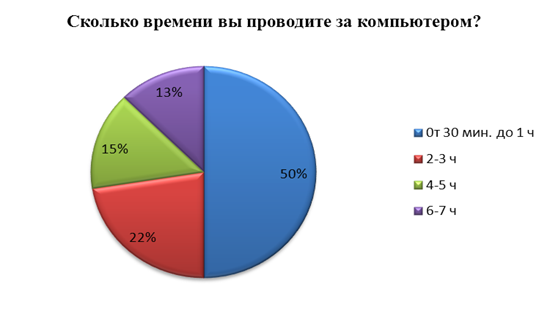 Сколько времени вы проводите за компьютером?
13%
15%
50%
22%
От 30 мин. до 1 ч
2-3 ч
4-5 ч
6-7 ч